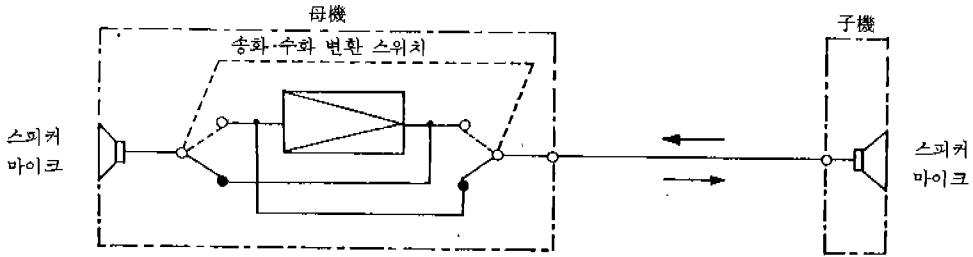 母機
송화·수화 변환 스위치
子機
스피커
마이크
스피커
마이크